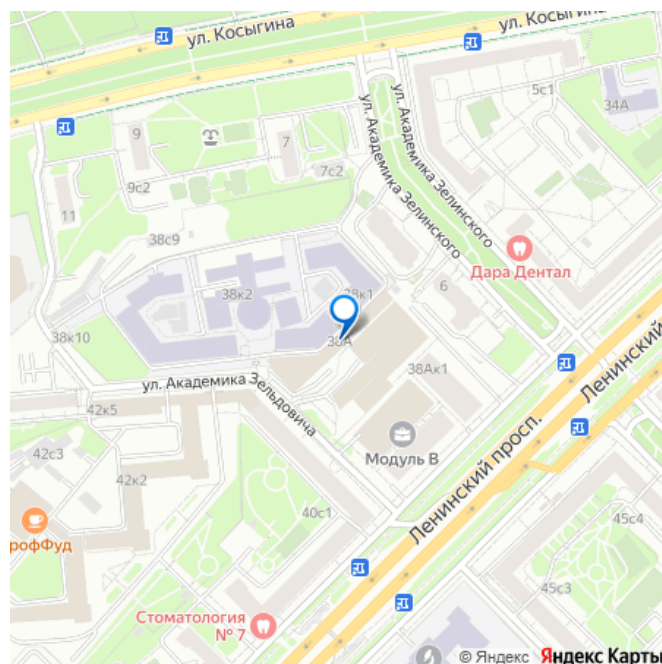 ул. Косыгина
5с1
34А
9
7
7с2
9с2
11
ул. Академика Зелинского
ул. Академика Зелинского
38с9
Дара Дентал
38к2
38к1
6
38А
38к10
38Ак1
Ленинский
ул. Академика Зельдовича
42к5
42с3
42к2
Модуль В
Ленинский просп.
40с1
рофФуд
45с4
45с3
Стоматология
№ 7
© Яндекс Яндекс Карты